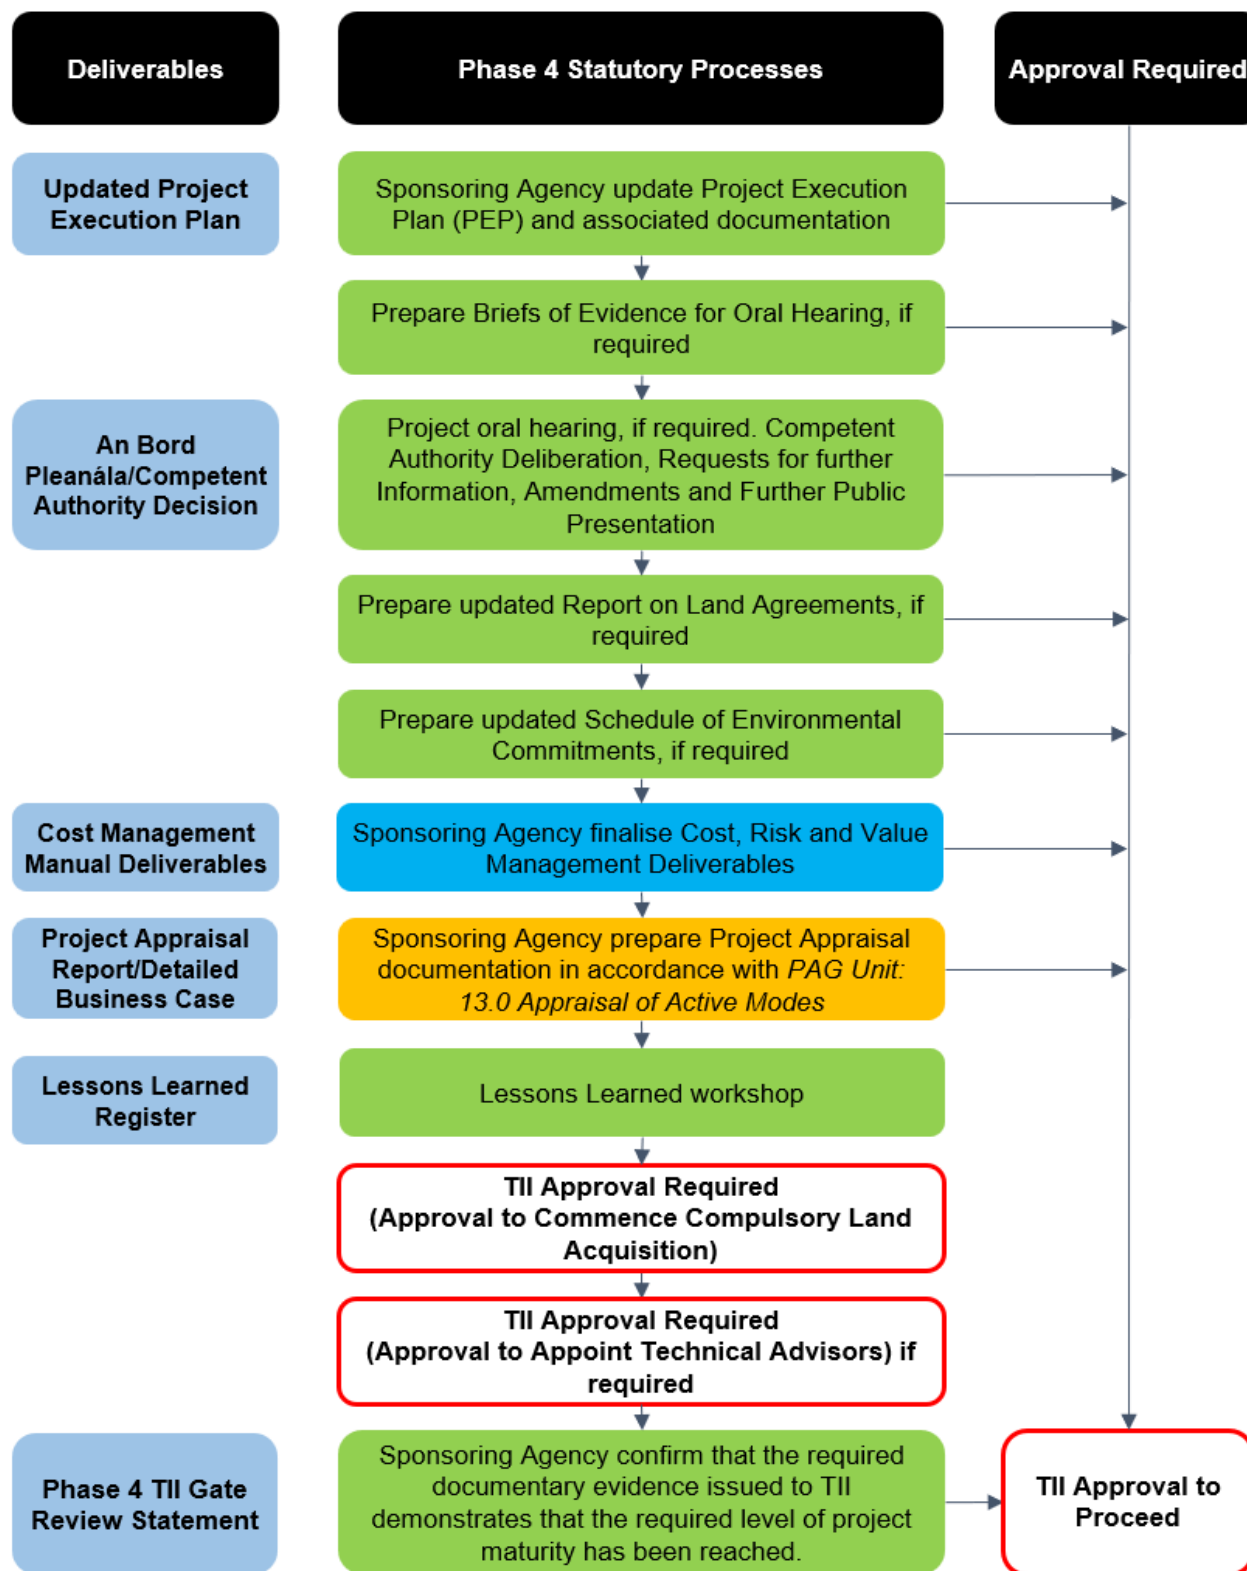 Deliverables
Phase 4 Statutory Processes
Approval Required
Updated Project
Execution Plan
Sponsoring Agency update Project Execution
Plan (PEP) and associated documentation
Prepare Briefs of Evidence for Oral Hearing, if
required
An Bord
Pleanála/Competent
Authority Decision
Project oral hearing, if required. Competent
Authority Deliberation, Requests for further
Information, Amendments and Further Public
Presentation
Prepare updated Report on Land Agreements, if
required
Prepare updated Schedule of Environmental
Commitments, if required
Cost Management
Manual Deliverables
Sponsoring Agency finalise Cost, Risk and Value
Management Deliverables
Project Appraisal
Report/Detailed
Business Case
Sponsoring Agency prepare Project Appraisal
documentation in accordance with PAG Unit:
13.0 Appraisal of Active Modes
Lessons Learned
Register
Lessons Learned workshop
TII Approval Required
(Approval to Commence Compulsory Land
Acquisition)
TII Approval Required
(Approval to Appoint Technical Advisors) if
required
Phase 4 TII Gate
Review Statement
Sponsoring Agency confirm that the required
documentary evidence issued to TII
demonstrates that the required level of project
maturity has been reached.
TII Approval to
Proceed